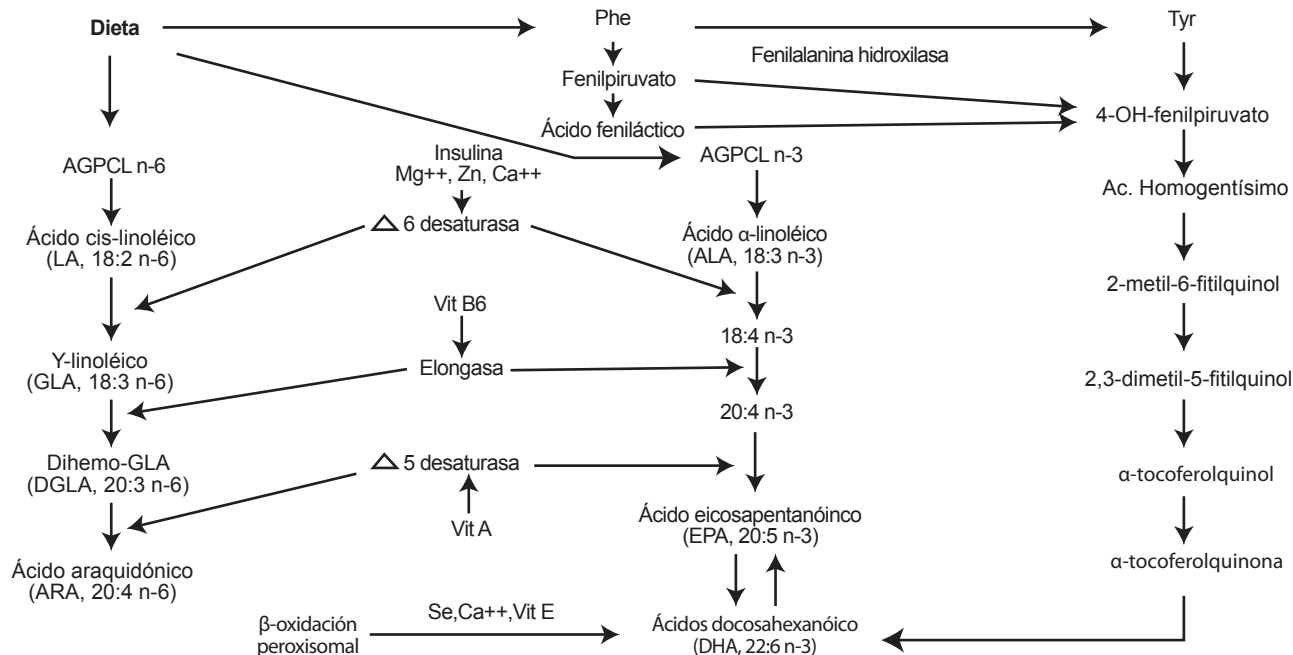 Dieta
Phe
Tyr
Fenilalanina hidroxilasa
Fenilpiruvato
4-OH-fenilpiruvato
Ácido feniláctico
AGPCL n-6
Insulina
Mg++, Zn, Ca++
AGPCL n-3
Ac. Homogentísimo
△ 6 desaturasa
Ácido cis-linoléico
(LA, 18:2 n-6)
Ácido α-linoléico
(ALA, 18:3 n-3)
2-metil-6-fitilquinol
Vit B6
18:4 n-3
Y-linoléico
(GLA, 18:3 n-6)
Elongasa
2,3-dimetil-5-fitilquinol
20:4 n-3
Dihemo-GLA
(DGLA, 20:3 n-6)
△ 5 desaturasa
α-tocoferolquinol
Vit A
Ácido eicosapentanóinco
(EPA, 20:5 n-3)
Ácido araquidónico
(ARA, 20:4 n-6)
α-tocoferolquinona
β-oxidación
peroxisomal
Se,Ca++,Vit E
Ácidos docosahexanóico
(DHA, 22:6 n-3)